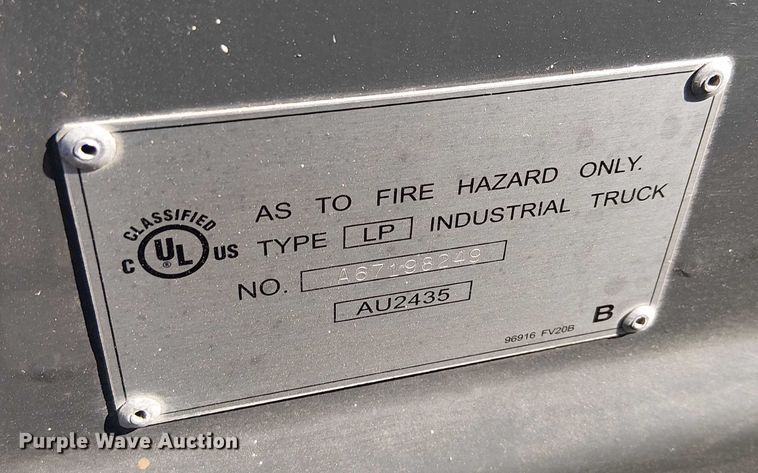 CLASSIFIED
C UL US
®
AS TO FIRE HAZARD ONLY.
TYPE LP INDUSTRIAL TRUCK
NO. A67198249
AU2435
96916 FV20B
B
Purple Wave Auction